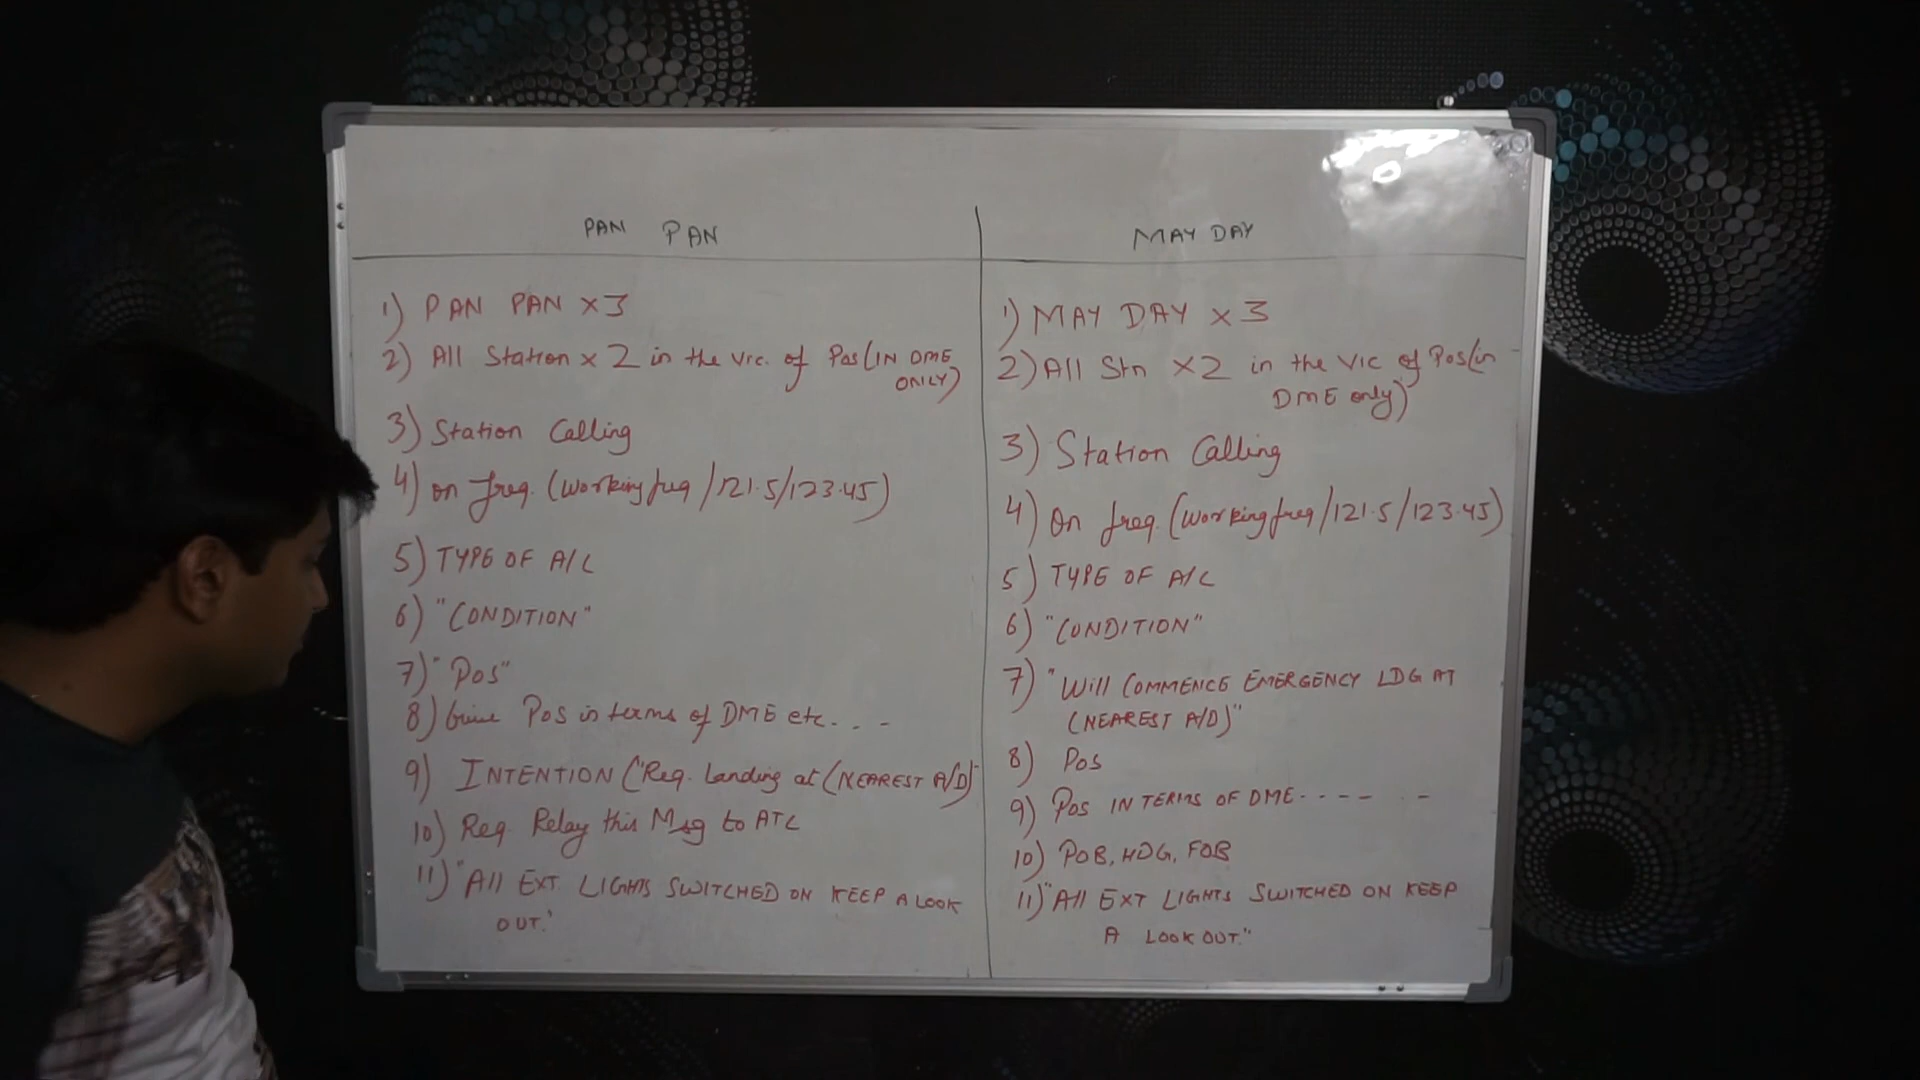 PAN PAN
1) PAN PAN x3
2) All Station x 2 in the vic. of Pos (IN DME
ONLY)
3) Station Calling
4) on freq. (working freq /121.5/123.45)
5) TYPE OF A/C
6) "CONDITION"
7) "Pos"
8) Give Pos in terms of DME etc. . . -
9) INTENTION ("Req. Landing at (NEAREST A/D)"
10) Req Relay this Msg to ATC
11) "All EXT. LIGHTS SWITCHED ON KEEP A LOOK
OUT."
MAY DAY
1) MAY DAY x 3
2) All Stn x2 in the vic of Pos (in
DME only)
3) Station Calling
4) On freq. (working freq /121.5/123.45)
5) TYPE OF A/C
6) "CONDITION"
7) "Will COMMENCE EMERGENCY LDG AT
(NEAREST A/D)"
8) Pos
9) Pos IN TERMS OF DME - - - - - -
10) POB, HDG, FOB
11) "All EXT LIGHTS SWITCHED ON KEEP
A LOOK OUT."